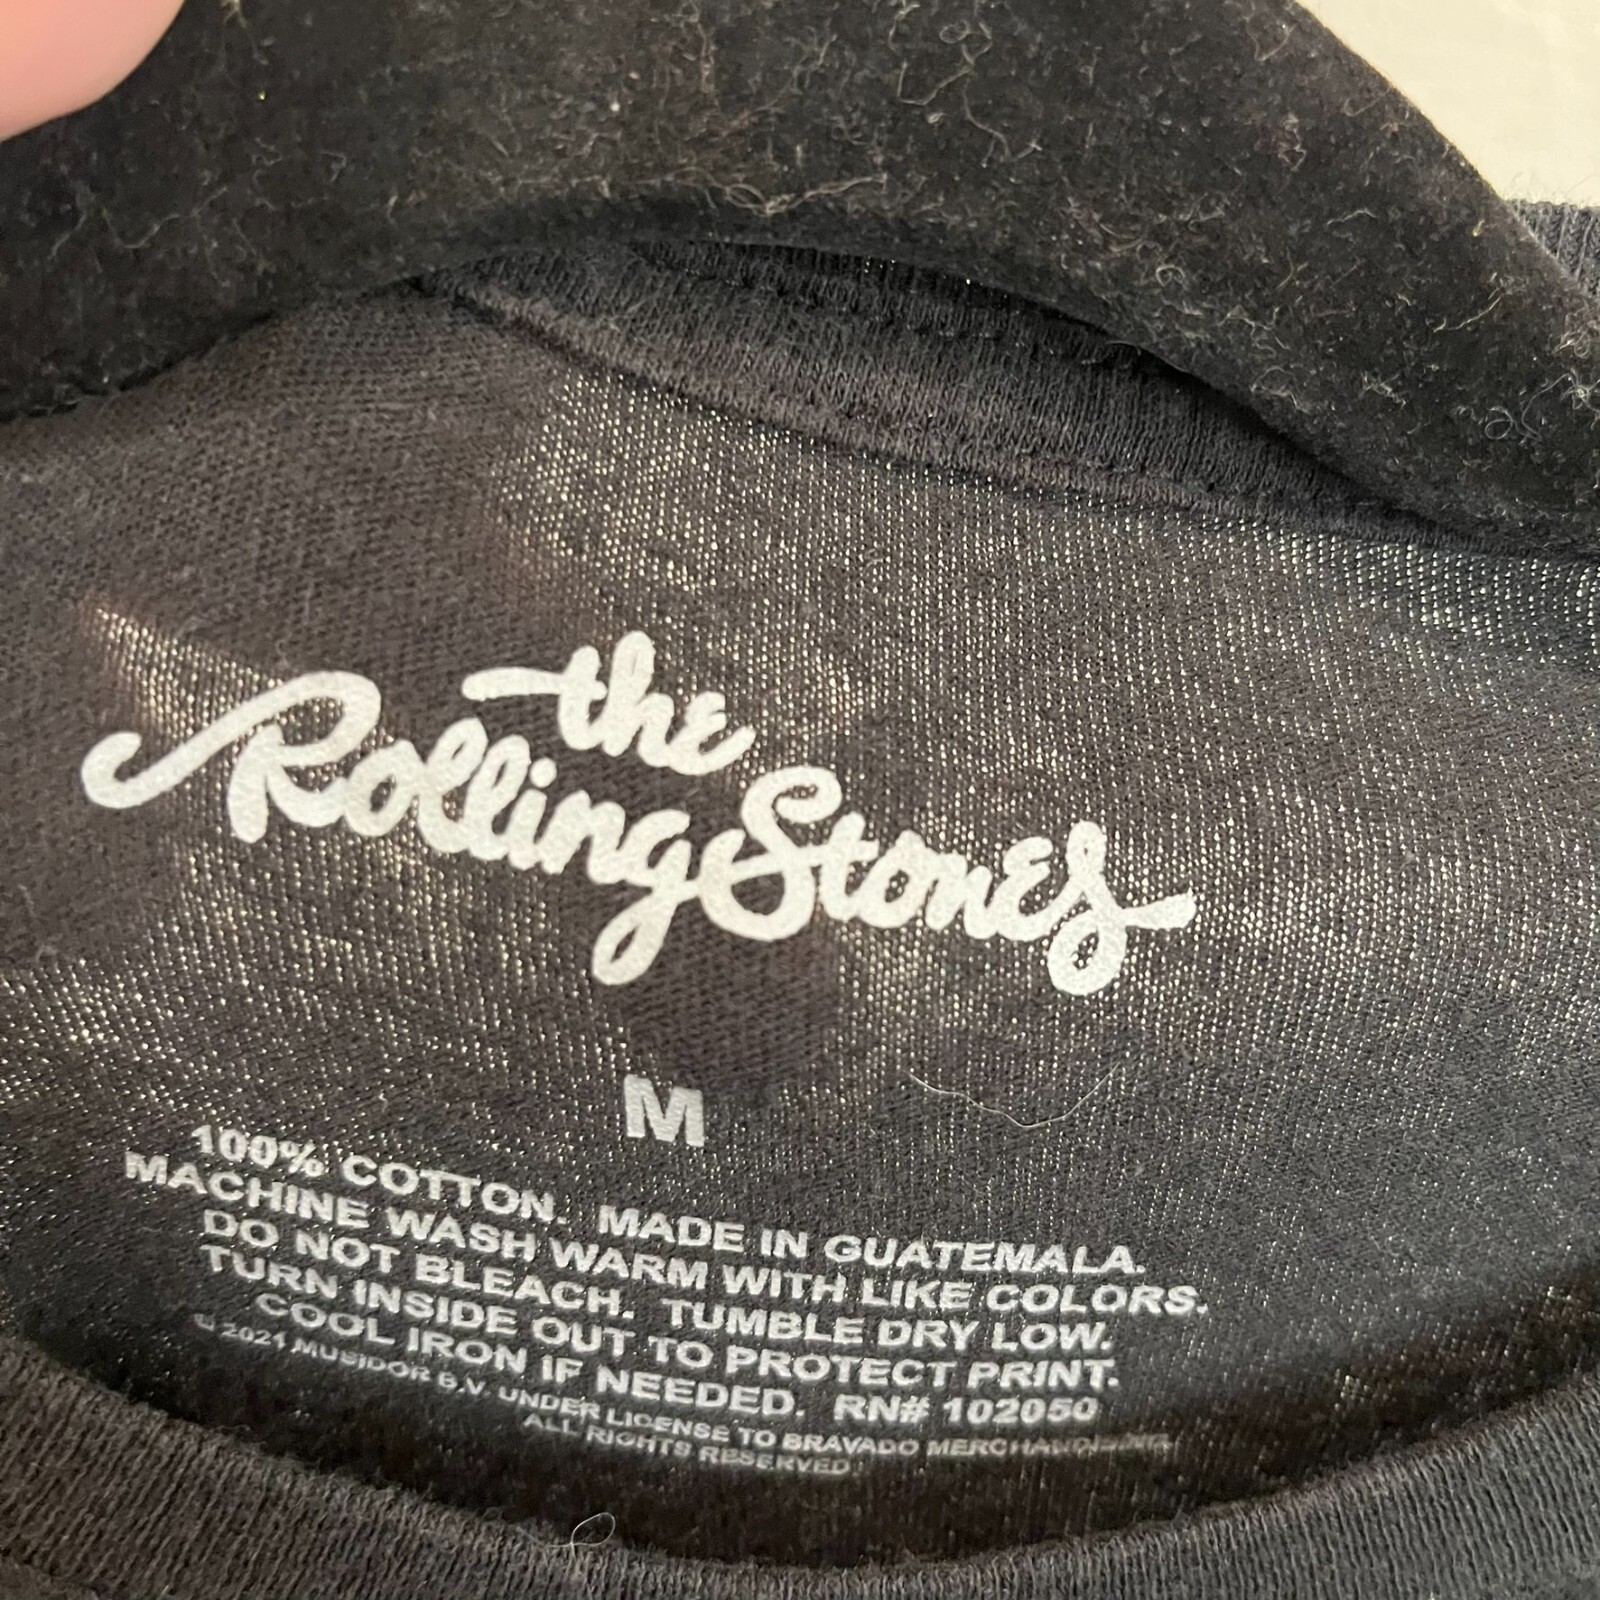 the
Rolling Stones
M
100% COTTON. MADE IN GUATEMALA.
MACHINE WASH WARM WITH LIKE COLORS.
DO NOT BLEACH. TUMBLE DRY LOW.
TURN INSIDE OUT TO PROTECT PRINT.
COOL IRON IF NEEDED. RN# 102050
© 2021 MUSIDOR B.V. UNDER LICENSE TO BRAVADO MERCHANDISING.
ALL RIGHTS RESERVED